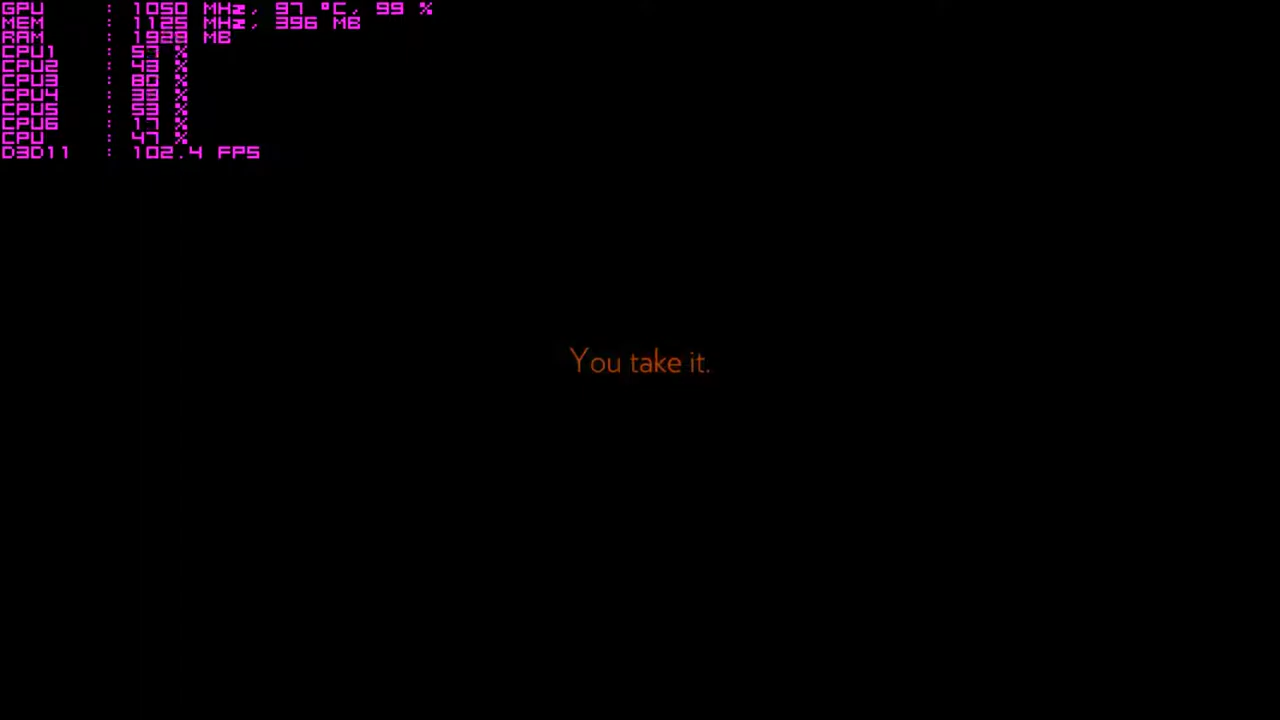 GPU : 1050 MHz, 97 °C, 99 %
MEM : 1125 MHz, 396 MB
RAM : 1928 MB
CPU1 : 57 %
CPU2 : 43 %
CPU3 : 80 %
CPU4 : 39 %
CPU5 : 53 %
CPU6 : 17 %
CPU : 47 %
D3D11 : 102.4 FPS
You take it.